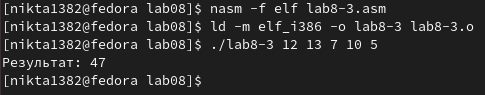 [nikta1382@fedora lab08]$ nasm -f elf lab8-3.asm
[nikta1382@fedora lab08]$ ld -m elf_i386 -o lab8-3 lab8-3.o
[nikta1382@fedora lab08]$ ./lab8-3 12 13 7 10 5
Результат: 47
[nikta1382@fedora lab08]$